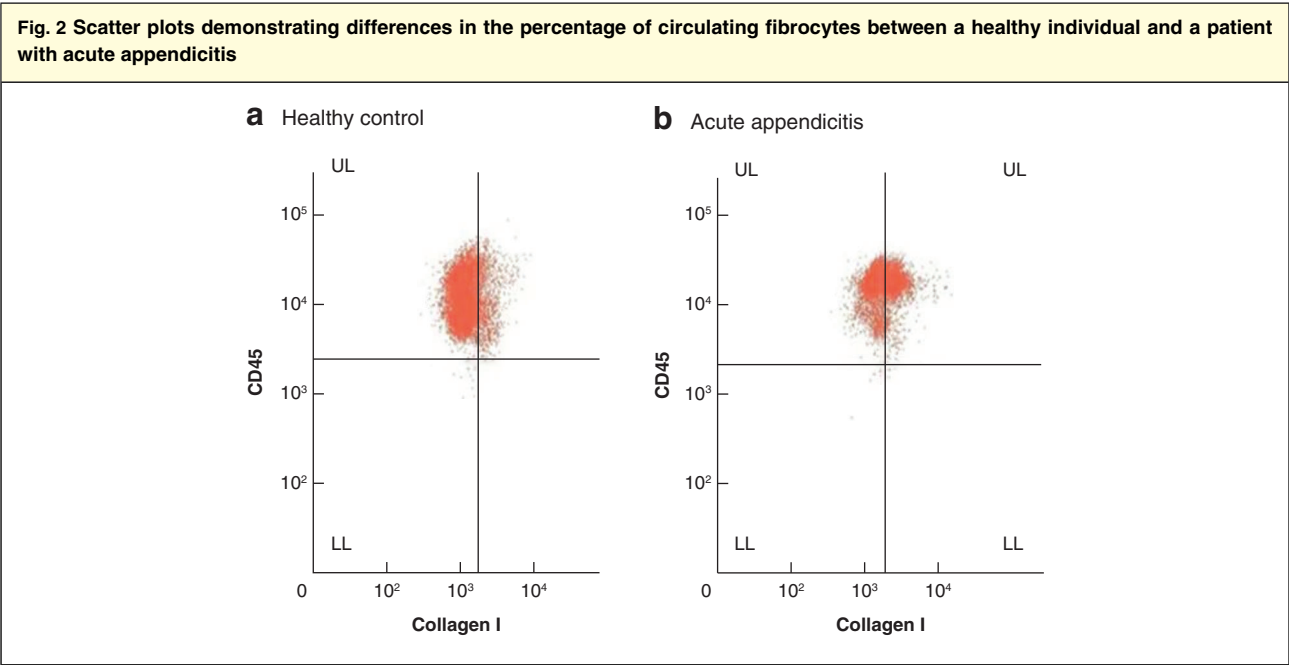 Fig. 2 Scatter plots demonstrating differences in the percentage of circulating fibrocytes between a healthy individual and a patient
with acute appendicitis
a Healthy control
UL
10⁵
10⁴
10³
10²
LL
0 10² 10³ 10⁴
CD45
Collagen I
b Acute appendicitis
UL UL
10⁵
10⁴
10³
10²
LL LL
0 10² 10³ 10⁴
CD45
Collagen I